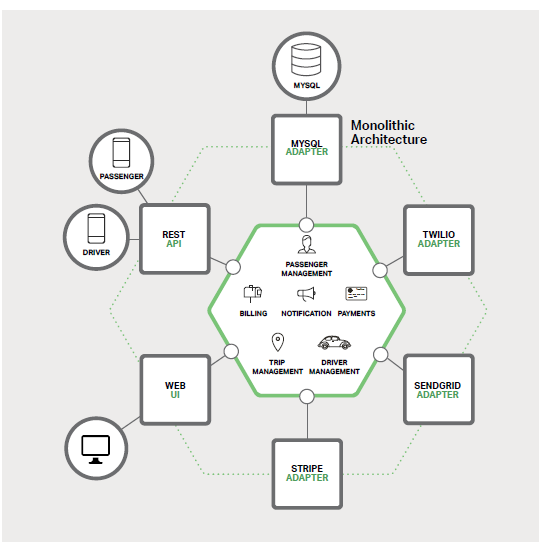 MYSQL
MYSQL
ADAPTER
Monolithic
Architecture
PASSENGER
DRIVER
REST
API
TWILIO
ADAPTER
PASSENGER
MANAGEMENT
BILLING
NOTIFICATION
PAYMENTS
TRIP
MANAGEMENT
DRIVER
MANAGEMENT
WEB
UI
SENDGRID
ADAPTER
STRIPE
ADAPTER